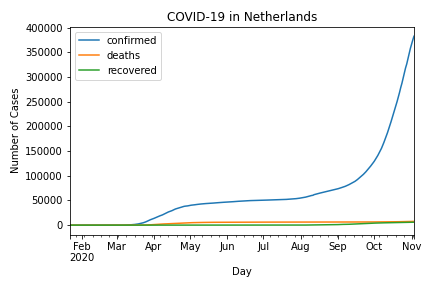 COVID-19 in Netherlands
400000
350000
300000
250000
200000
150000
100000
50000
0
Number of Cases
confirmed
deaths
recovered
Feb Mar Apr May Jun Jul Aug Sep Oct Nov
2020
Day